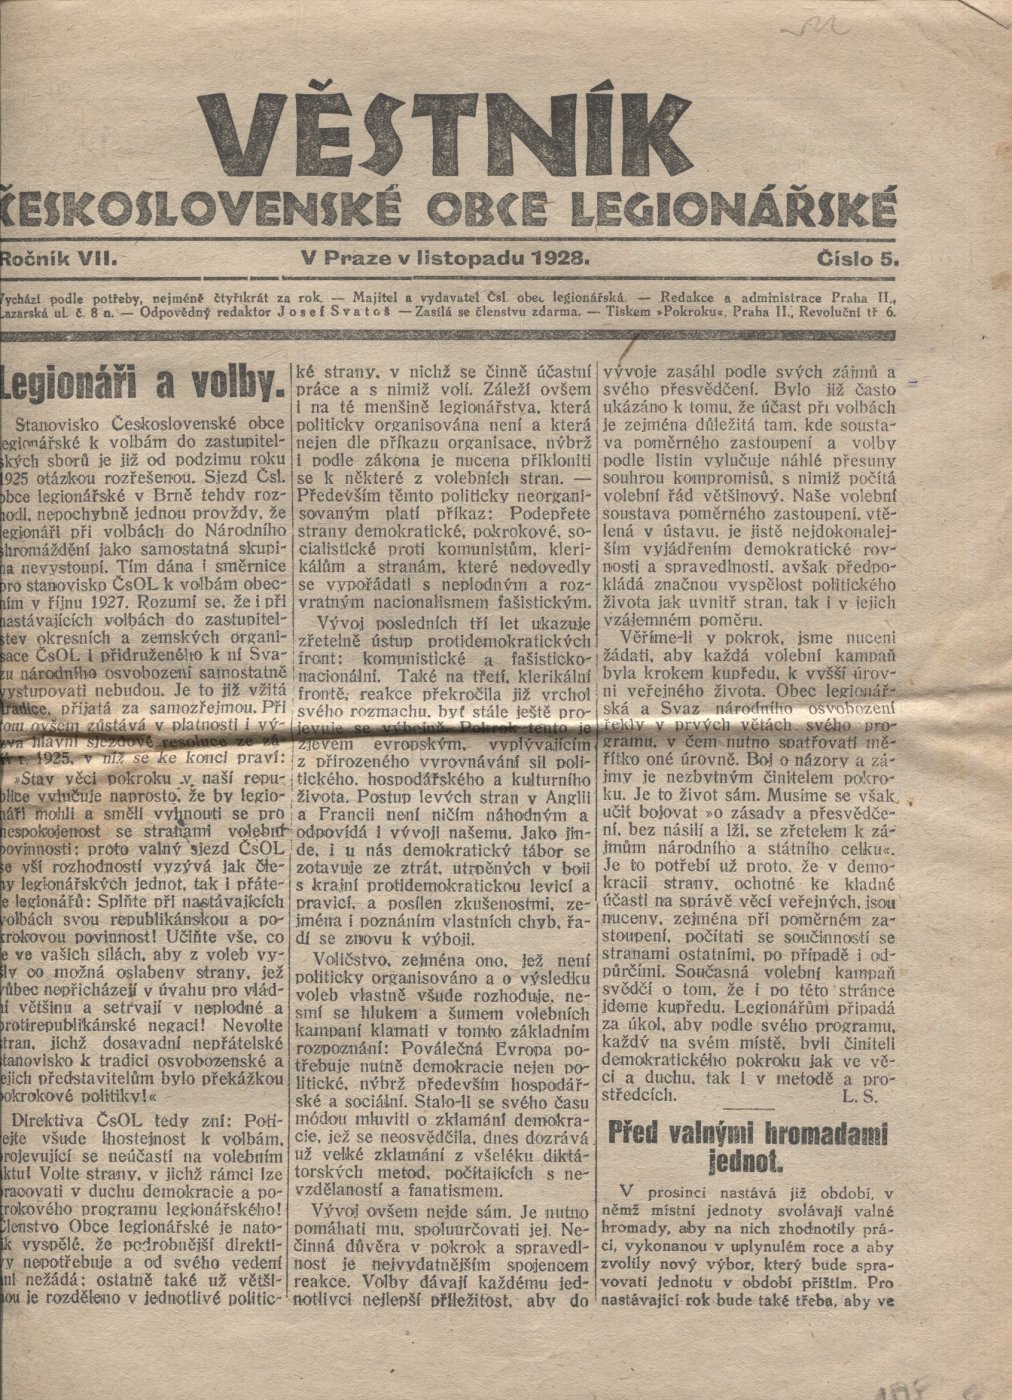 VĚSTNÍK
ČESKOSLOVENSKÉ OBCE LEGIONÁŘSKÉ
Ročník VII. V Praze v listopadu 1928. Číslo 5.
Vychází podle potřeby, nejméně čtyřikrát za rok. — Majitel a vydavatel Čsl. obec legionářská. — Redakce a administrace Praha II.,
Lazarská ul. č. 8 n. — Odpovědný redaktor Josef Svatoš — Zasílá se členstvu zdarma. — Tiskem »Pokroku«, Praha II., Revoluční tř 6.
Legionáři a volby.
Stanovisko Československé obce
legionářské k volbám do zastupitel-
ských sborů je již od podzimu roku
1925 otázkou rozřešenou. Sjezd Čsl.
obce legionářské v Brně tehdy roz-
hodl, nepochybně jednou provždy, že
legionáři při volbách do Národního
shromáždění jako samostatná skupi-
na nevystoupí. Tím dána i směrnice
pro stanovisko ČsOL k volbám obec-
ním v říjnu 1927. Rozumí se, že i při
nastávajících volbách do zastupitel-
stev okresních a zemských organi-
sace ČsOL i přidruženého k ní Sva-
zu národního osvobození samostatně
vystupovati nebudou. Je to již vžitá
tradice, přijatá za samozřejmou. Při
tom ovšem zůstává v platnosti i vý-
zva hlavní sjezdové resoluce ze zá-
ří r. 1925, v níž se ke konci praví:
»Stav věci pokroku v naší repu-
blice vylučuje naprosto, že by legio-
náři mohli a směli vyhnouti se pro
nespokojenost se stranami volební
povinnosti; proto valný sjezd ČsOL
se vší rozhodností vyzývá jak čle-
ny legionářských jednot, tak i přáte-
le legionářů: Splňte při nastávajících
volbách svou republikánskou a po-
krokovou povinnost! Učiňte vše, co
je ve vašich silách, aby z voleb vy-
šly co možná oslabeny strany, jež
vůbec nepřicházejí v úvahu pro vlád-
ní většinu a setrvají v neplodné a
protirepublikánské negaci! Nevolte
stran, jichž dosavadní nepřátelské
stanovisko k tradici osvobozenské a
jejich představitelům bylo překážkou
pokrokové politiky!«
Direktiva ČsOL tedy zní: Potí-
rejte všude lhostejnost k volbám,
projevující se neúčastí na volebním
aktu! Volte strany, v jichž rámci lze
pracovati v duchu demokracie a po-
krokového programu legionářského!
Členstvo Obce legionářské je nato-
lik vyspělé, že podrobnější direkti-
vy nepotřebuje a od svého vedení
ani nežádá; ostatně také už větši-
nou je rozděleno v jednotlivé politic-
ké strany, v nichž se činně účastní
práce a s nimiž volí. Záleží ovšem
i na té menšině legionářstva, která
politicky organisována není a která
nejen dle příkazu organisace, nýbrž
i podle zákona je nucena přikloniti
se k některé z volebních stran. —
Především těmto politicky neorgani-
sovaným platí příkaz: Podepřete
strany demokratické, pokrokové, so-
cialistické proti komunistům, kleri-
kálům a stranám, které nedovedly
se vypořádati s neplodným a roz-
vratným nacionalismem fašistickým.
Vývoj posledních tří let ukazuje
zřetelně ústup protidemokratických
front: komunistické a fašisticko-
nacionální. Také na třetí, klerikální
frontě, reakce překročila již vrchol
svého rozmachu, byť stále ještě pro-
jevuje se výbojně. Pokrok tento je
zjevem evropským, vyplývajícím
z přirozeného vyrovnávání sil poli-
tického, hospodářského a kulturního
života. Postup levých stran v Anglii
a Francii není ničím náhodným a
odpovídá i vývoji našemu. Jako jin-
de, i u nás demokratický tábor se
zotavuje ze ztrát, utrpěných v boji
s krajní protidemokratickou levicí a
pravicí, a posílen zkušenostmi, ze-
jména i poznáním vlastních chyb, řa-
dí se znovu k výboji.
Voličstvo, zejména ono, jež není
politicky organisováno a o výsledku
voleb vlastně všude rozhoduje, ne-
smí se hlukem a šumem volebních
kampaní klamati v tomto základním
rozpoznání: Poválečná Evropa po-
třebuje nutně demokracie nejen po-
litické, nýbrž především hospodář-
ské a sociální. Stalo-li se svého času
módou mluviti o zklamání demokra-
cie, jež se neosvědčila, dnes dozrává
už velké zklamání z všeliké diktá-
torských metod, počítajících s ne-
vzdělaností a fanatismem.
Vývoj ovšem nejde sám. Je nutno
pomáhati mu, spoluurčovati jej. Ne-
činná důvěra v pokrok a spravedl-
nost je nejvydatnějším spojencem
reakce. Volby dávají každému jed-
notlivci nejlepší příležitost, aby do
vývoje zasáhl podle svých zájmů a
svého přesvědčení. Bylo již často
ukázáno k tomu, že účast při volbách
je zejména důležitá tam, kde sousta-
va poměrného zastoupení a volby
podle listin vylučuje náhlé přesuny
souhrou kompromisů, s nimiž počítá
volební řád většinový. Naše volební
soustava poměrného zastoupení, vtě-
lená v ústavu, je jistě nejdokonalej-
ším vyjádřením demokratické rov-
nosti a spravedlnosti, avšak předpo-
kládá značnou vyspělost politického
života jak uvnitř stran, tak i v jejich
vzájemném poměru.
Věříme-li v pokrok, jsme nuceni
žádati, aby každá volební kampaň
byla krokem kupředu, k vyšší úrov-
ni veřejného života. Obec legionář-
ská a Svaz národního osvobození
řekly v prvých větách svého pro-
gramu, v čem nutno spatřovati mě-
řítko oné úrovně. Boj o názory a zá-
jmy je nezbytným činitelem pokro-
ku. Je to život sám. Musíme se však
učit bojovat »o zásady a přesvědče-
ní, bez násilí a lži, se zřetelem k zá-
jmům národního a státního celku«.
Je to potřebí už proto, že v demo-
kracii strany, ochotné ke kladné
účasti na správě věcí veřejných, jsou
nuceny, zejména při poměrném za-
stoupení, počítati se součinností se
stranami ostatními, po případě i od-
půrčími. Současná volební kampaň
svědčí o tom, že i po této stránce
jdeme kupředu. Legionářům připadá
za úkol, aby podle svého programu,
každý na svém místě, byli činiteli
demokratického pokroku jak ve vě-
ci a duchu, tak i v metodě a pro-
středcích. L. S.
Před valnými hromadami
jednot.
V prosinci nastává již období, v
němž místní jednoty svolávají valné
hromady, aby na nich zhodnotily prá-
ci, vykonanou v uplynulém roce a aby
zvolily nový výbor, který bude spra-
vovati jednotu v období příštím. Pro
nastávající rok bude také třeba, aby ve